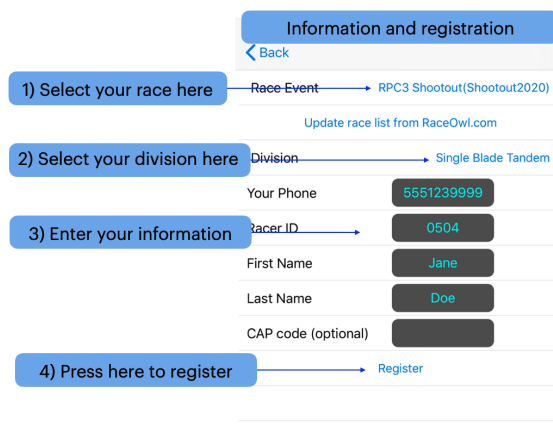 Information and registration
Back
1) Select your race here
Race Event RPC3 Shootout(Shootout2020)
Update race list from RaceOwl.com
2) Select your division here
Division Single Blade Tandem
Your Phone 5551239999
3) Enter your information
Racer ID 0504
First Name Jane
Last Name Doe
CAP code (optional)
4) Press here to register
Register